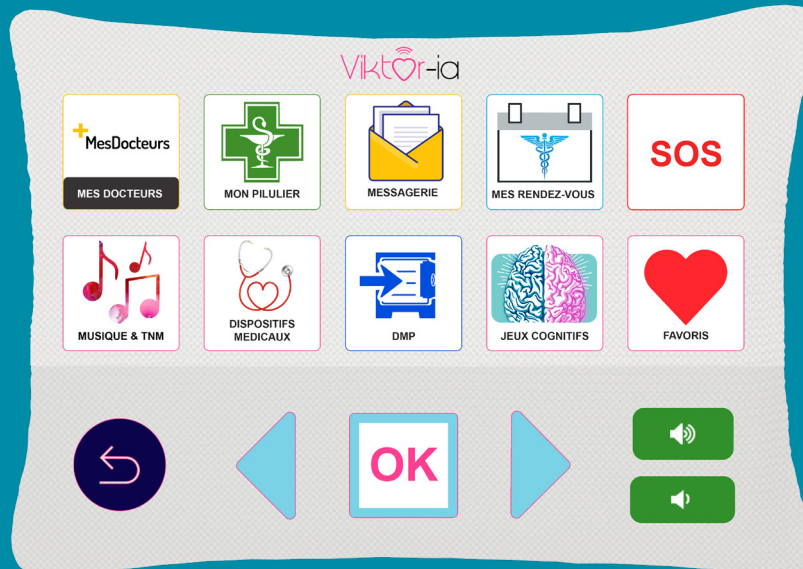 Viktor-ia
+MesDocteurs
MES DOCTEURS
MON PILULIER
MESSAGERIE
MES RENDEZ-VOUS
SOS
MUSIQUE & TNM
DISPOSITIFS
MEDICAUX
DMP
JEUX COGNITIFS
FAVORIS
OK